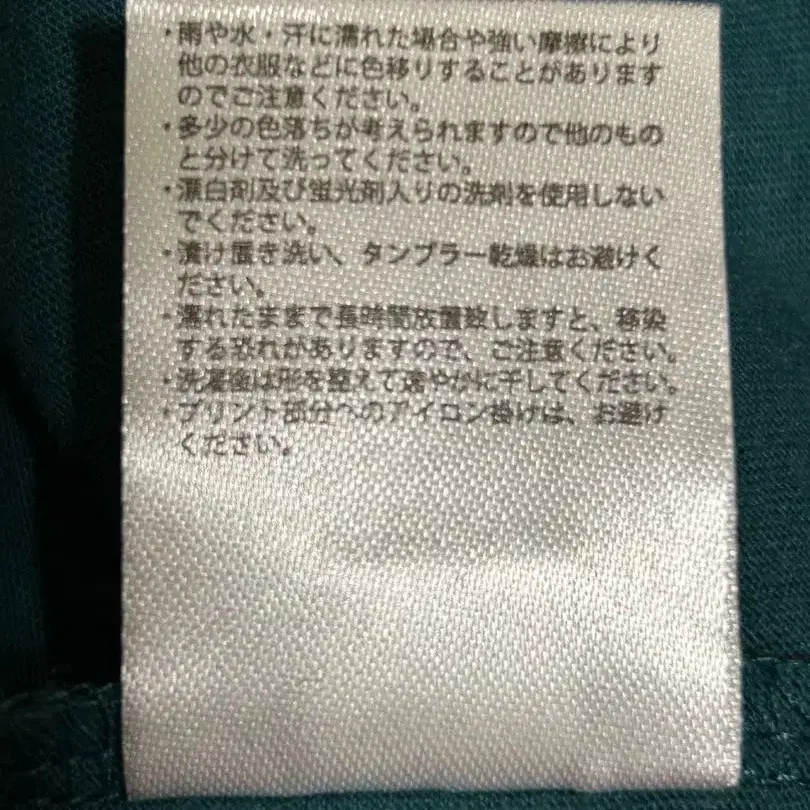 ・雨や水・汗に濡れた場合や強い摩擦により
他の衣服などに色移りすることがあります
のでご注意ください。
・多少の色落ちが考えられますので他のもの
と分けて洗ってください。
・漂白剤及び蛍光剤入りの洗剤を使用しない
でください。
・漬け置き洗い、タンブラー乾燥はお避けく
ださい。
・濡れたままで長時間放置致しますと、移染
する恐れがありますので、ご注意ください。
・洗濯後は形を整えて速やかに干してください。
・プリント部分へのアイロン掛けは、お避け
ください。